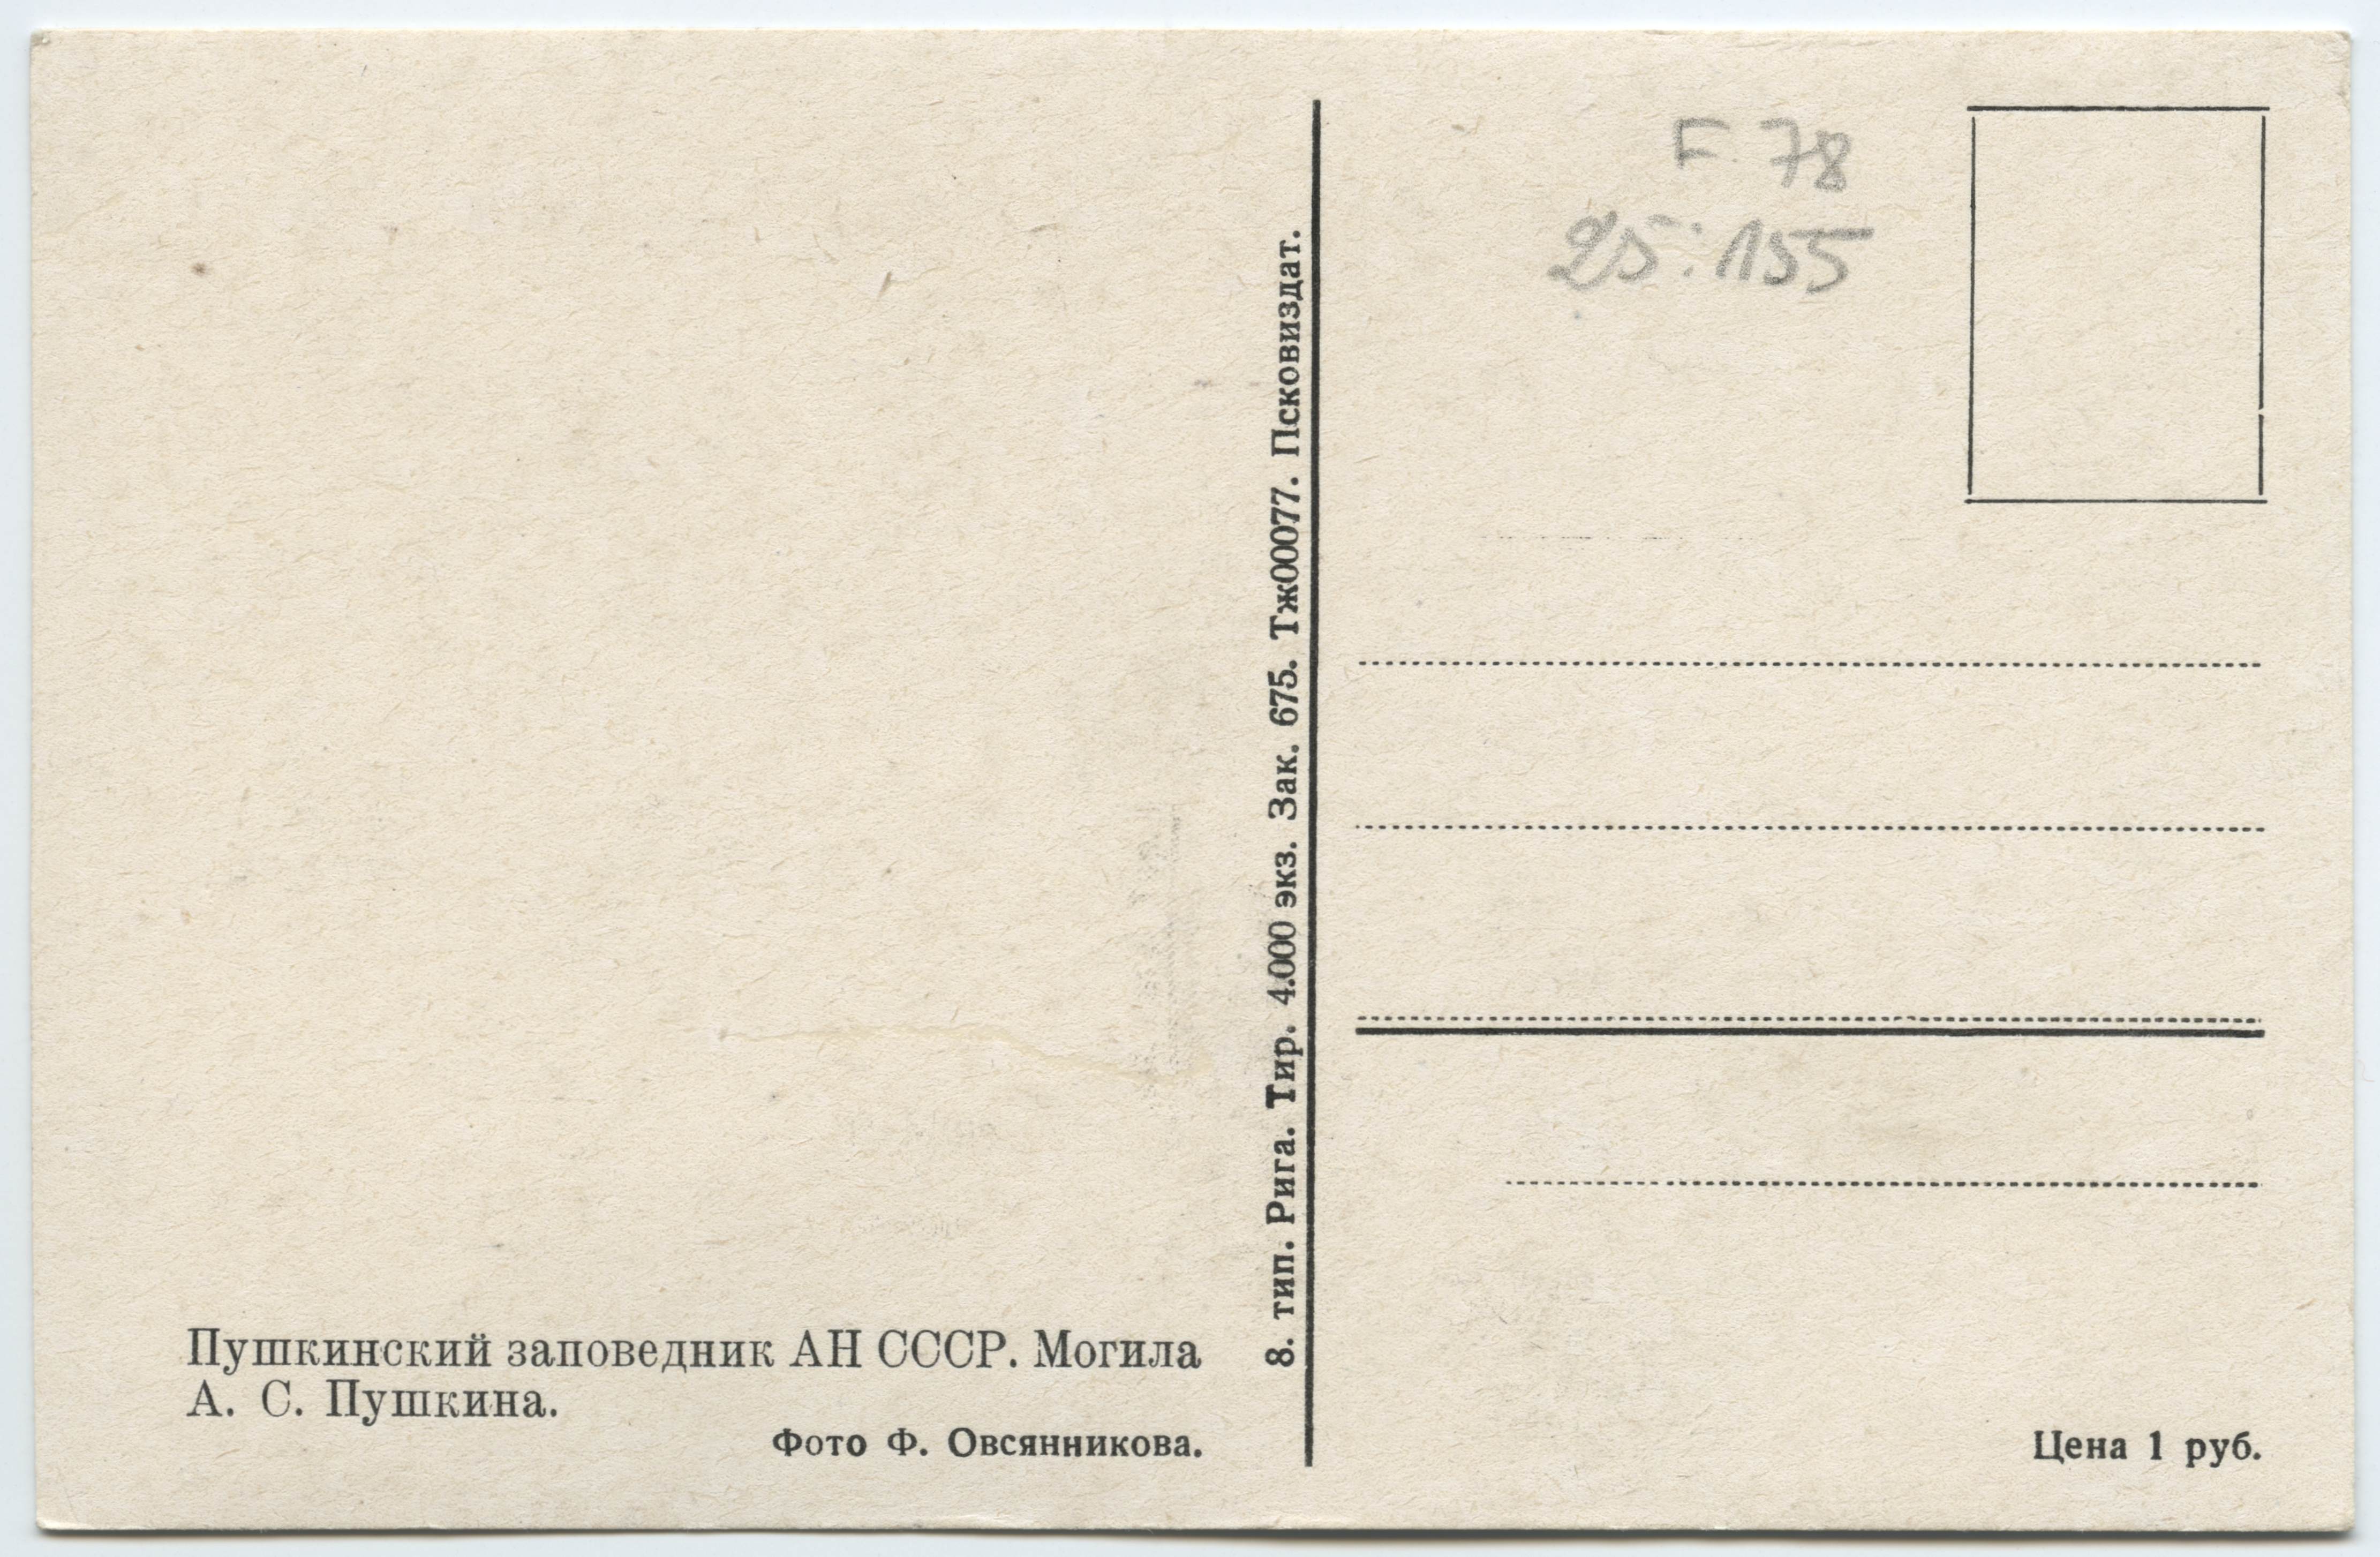 Пушкинский заповедник АН СССР. Могила
А. С. Пушкина.
Фото Ф. Овсянникова.
8. тип. Рига. Тир. 4.000 экз. Зак. 675. Тж00077. Псковиздат.
F. 78
25:155
Цена 1 руб.